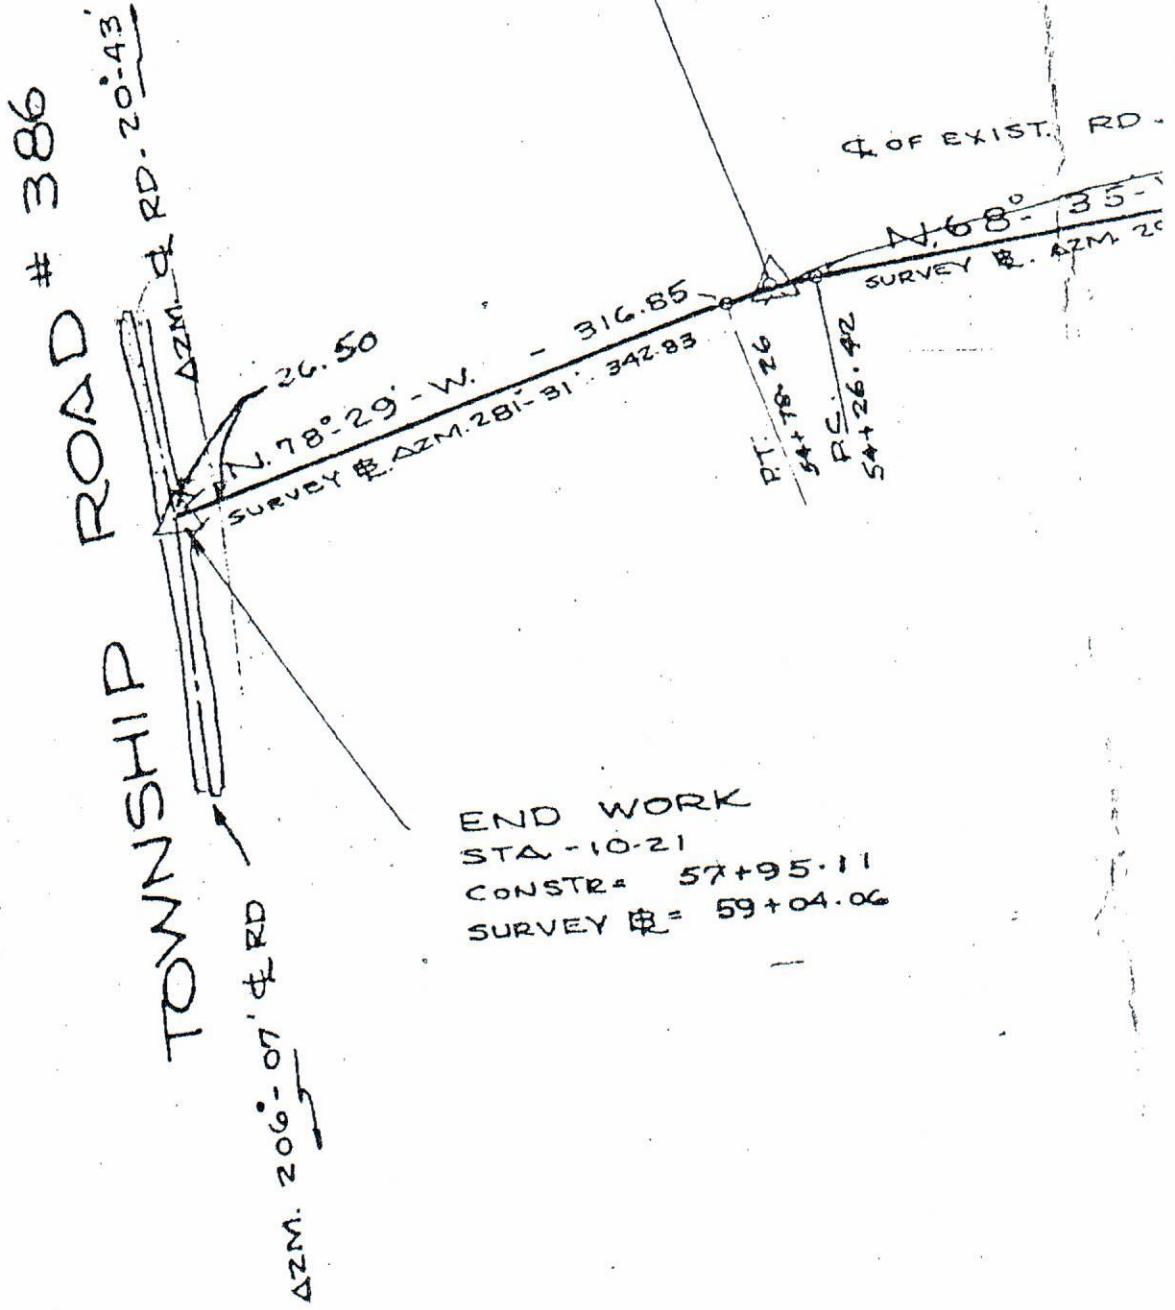 TOWNSHIP ROAD # 386
AZM. ℄ RD. 20°-43'
26.50
N. 78°-29'-W. - 316.85
SURVEY B̶L̶ AZM. 281°-31' 342.83
℄ OF EXIST. RD.
N. 68°- 35-
SURVEY B̶L̶ AZM. 2
P.T.
54+78.26
P.C.
54+26.42
END WORK
STA - 10-21
CONSTR = 57+95.11
SURVEY B̶L̶ = 59+04.06
AZM. 206°-07' ℄ RD